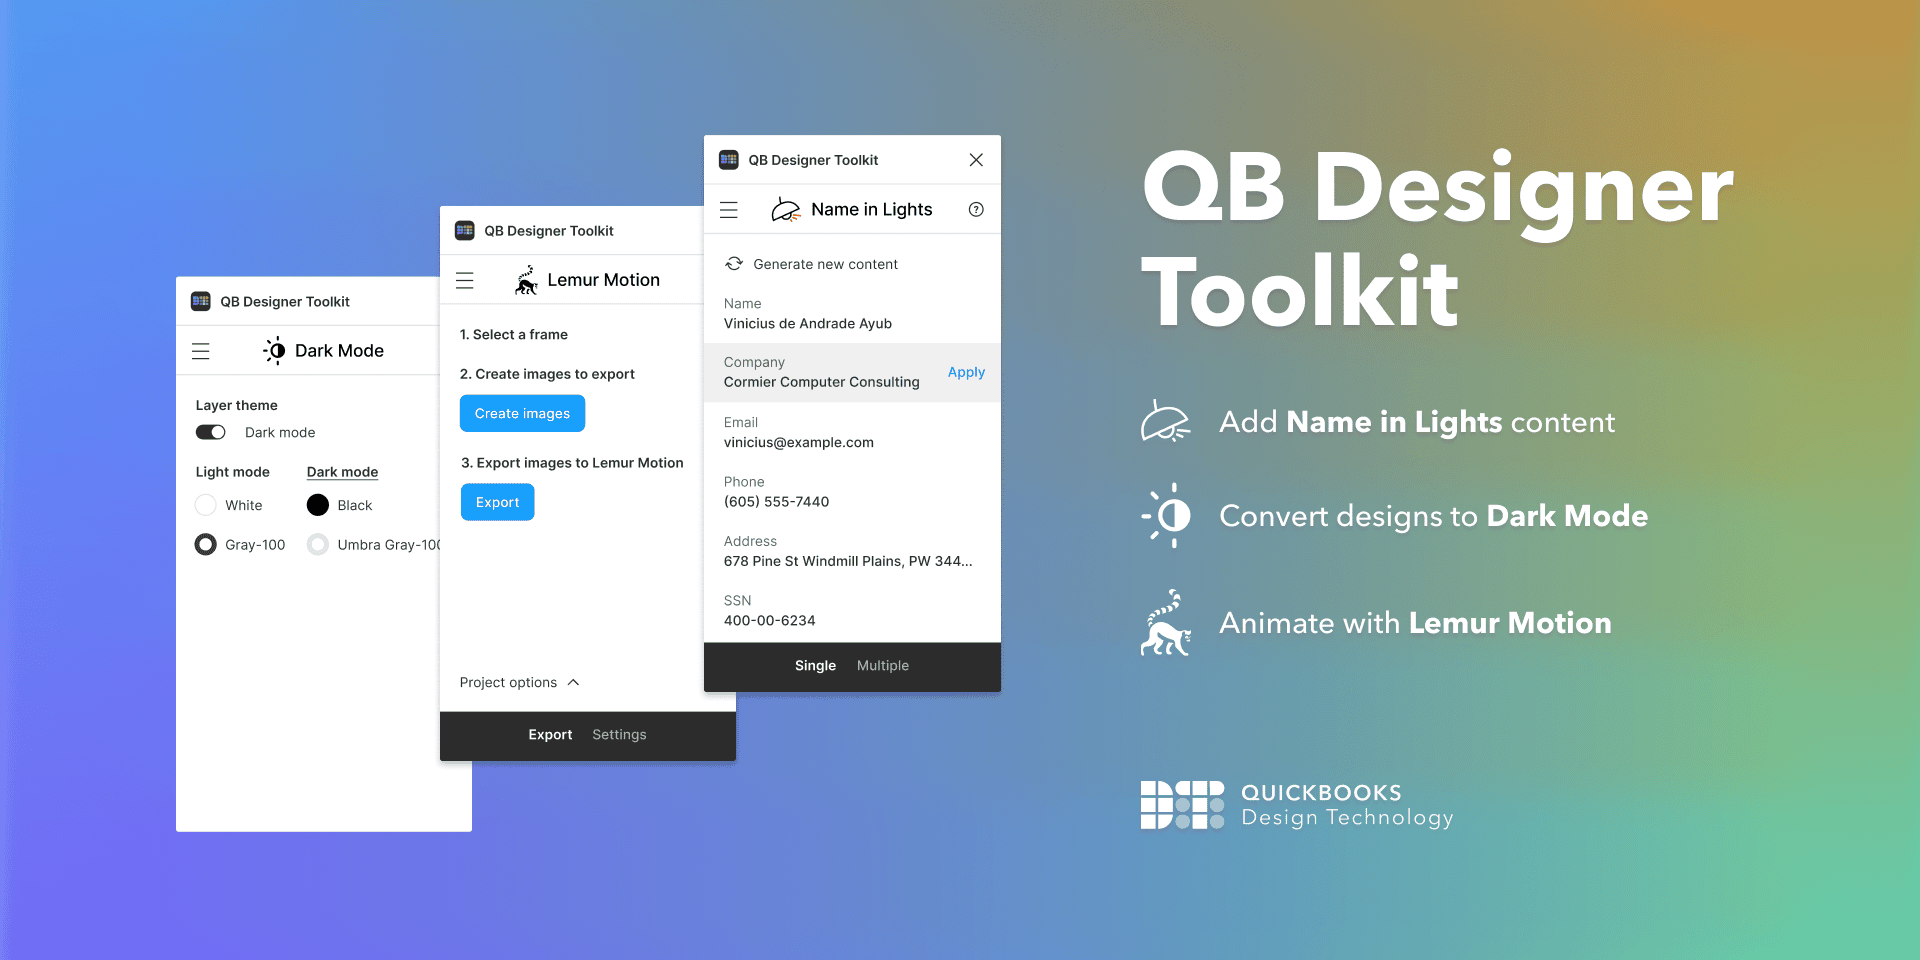 QB Designer Toolkit
Dark Mode
Layer theme
Dark mode
Light mode
Dark mode
White
Black
Gray-100
Umbra Gray-100
QB Designer Toolkit
Lemur Motion
1. Select a frame
2. Create images to export
Create images
3. Export images to Lemur Motion
Export
Project options
Export
Settings
QB Designer Toolkit
Name in Lights
Generate new content
Name
Vinicius de Andrade Ayub
Company
Cormier Computer Consulting
Apply
Email
vinicius@example.com
Phone
(605) 555-7440
Address
678 Pine St Windmill Plains, PW 344...
SSN
400-00-6234
Single
Multiple
QB Designer
Toolkit
Add Name in Lights content
Convert designs to Dark Mode
Animate with Lemur Motion
QUICKBOOKS
Design Technology